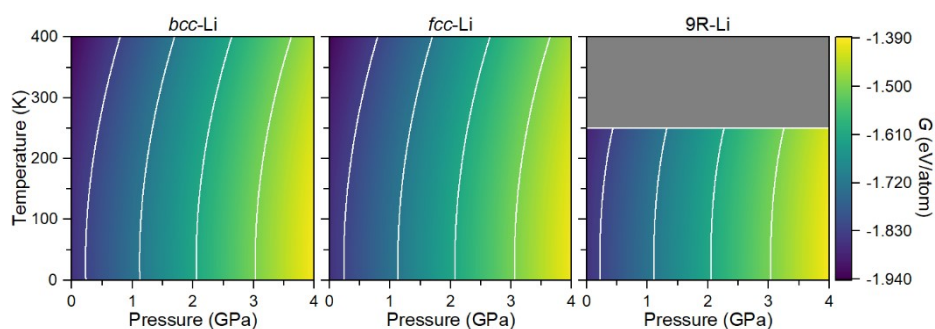 bcc-Li fcc-Li 9R-Li
400
300
200
100
0
Temperature (K)
0 1 2 3 4 0 1 2 3 4 0 1 2 3 4
Pressure (GPa) Pressure (GPa) Pressure (GPa)
-1.390
-1.500
-1.610
-1.720
-1.830
-1.940
G (eV/atom)